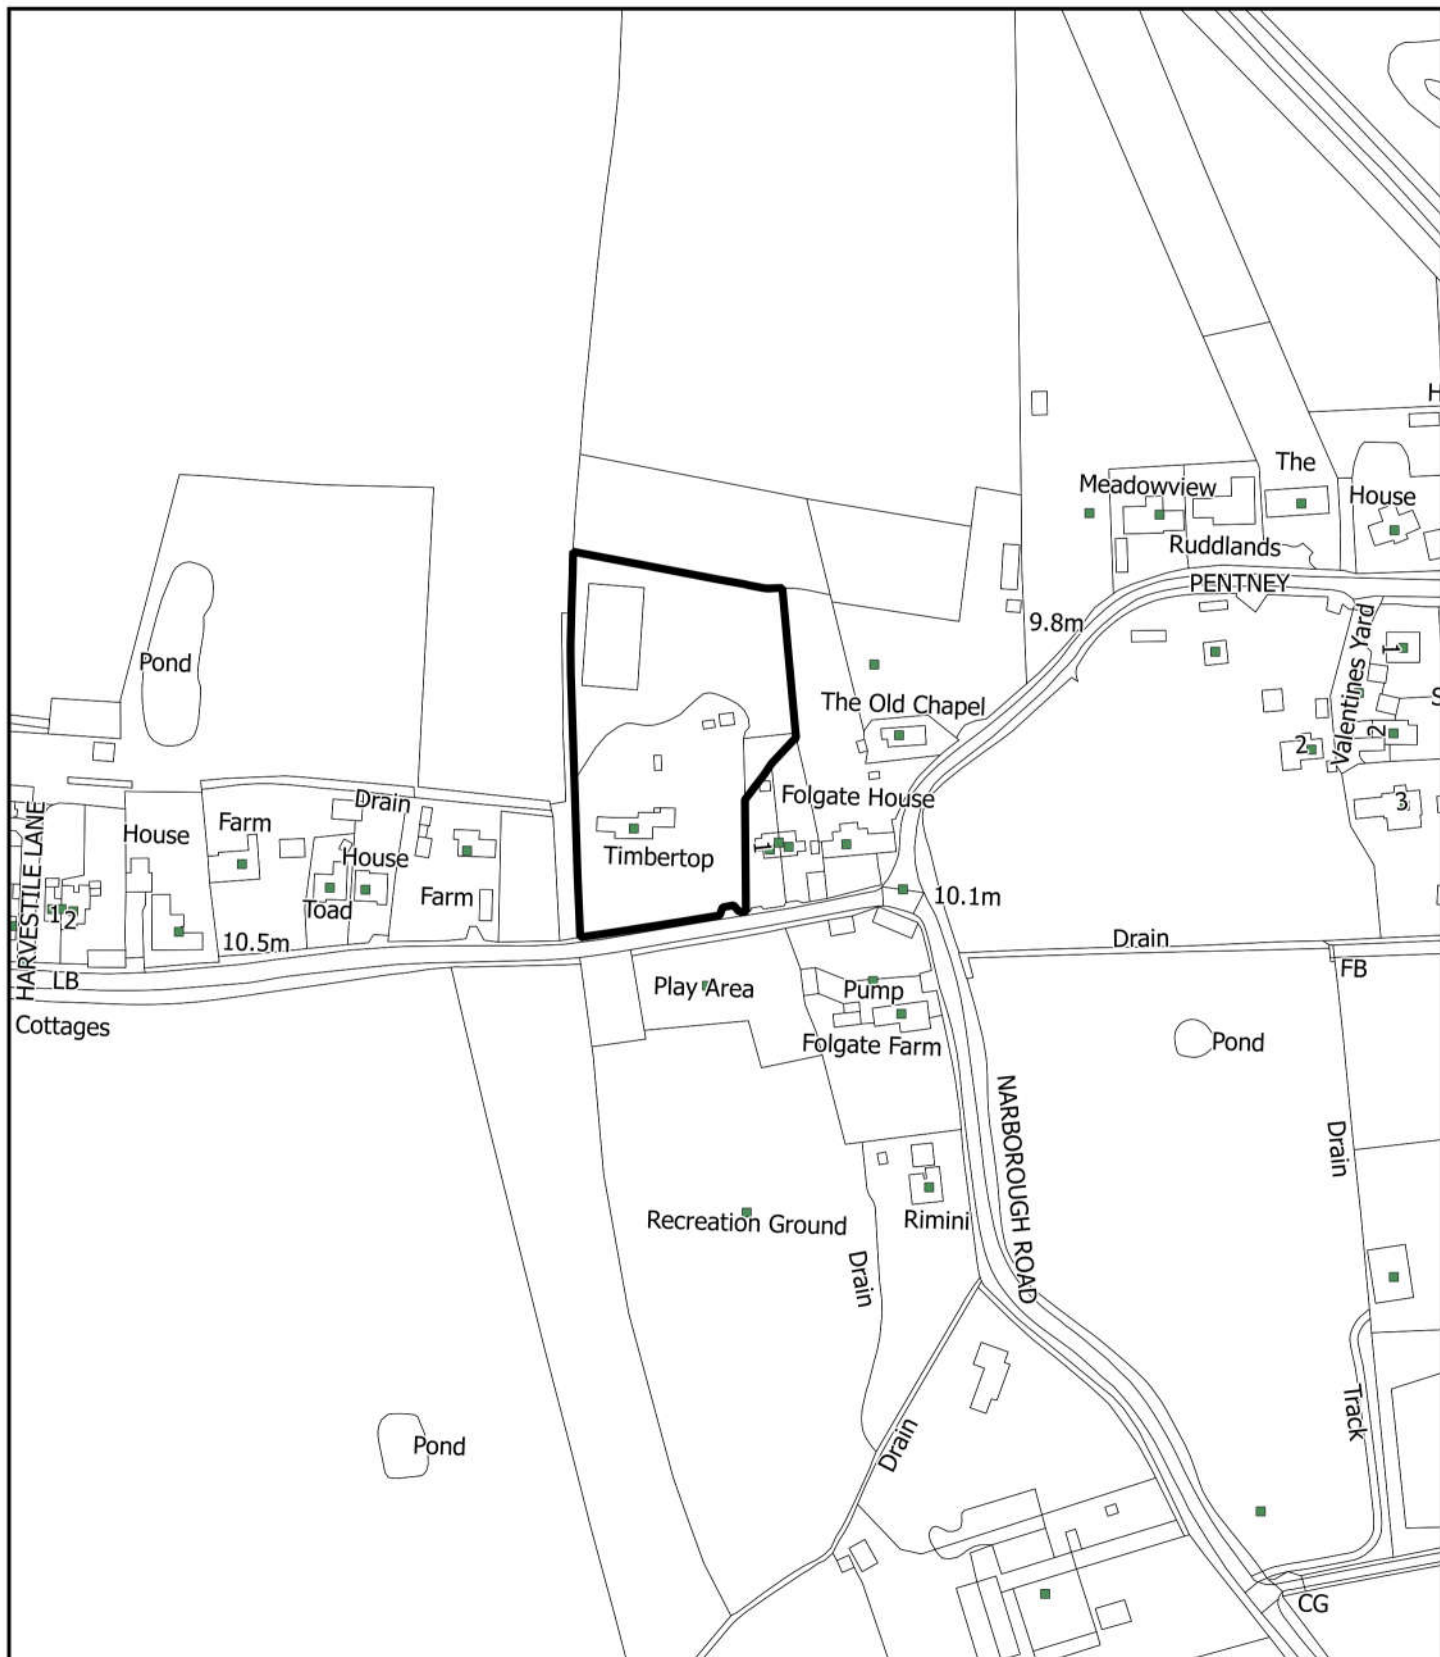 H
The
Meadowview
House
Ruddlands
PENTNEY
9.8m
Valentines Yard
1
Pond
The Old Chapel
2
2
Folgate House
Drain
3
HARVESTILE LANE
House
Farm
House
Timbertop
1
Farm
Toad
10.1m
12
10.5m
Drain
LB
FB
Play Area
Pump
Cottages
Folgate Farm
Pond
NARBOROUGH ROAD
Drain
Recreation Ground
Rimini
Drain
Track
Pond
Drain
CG